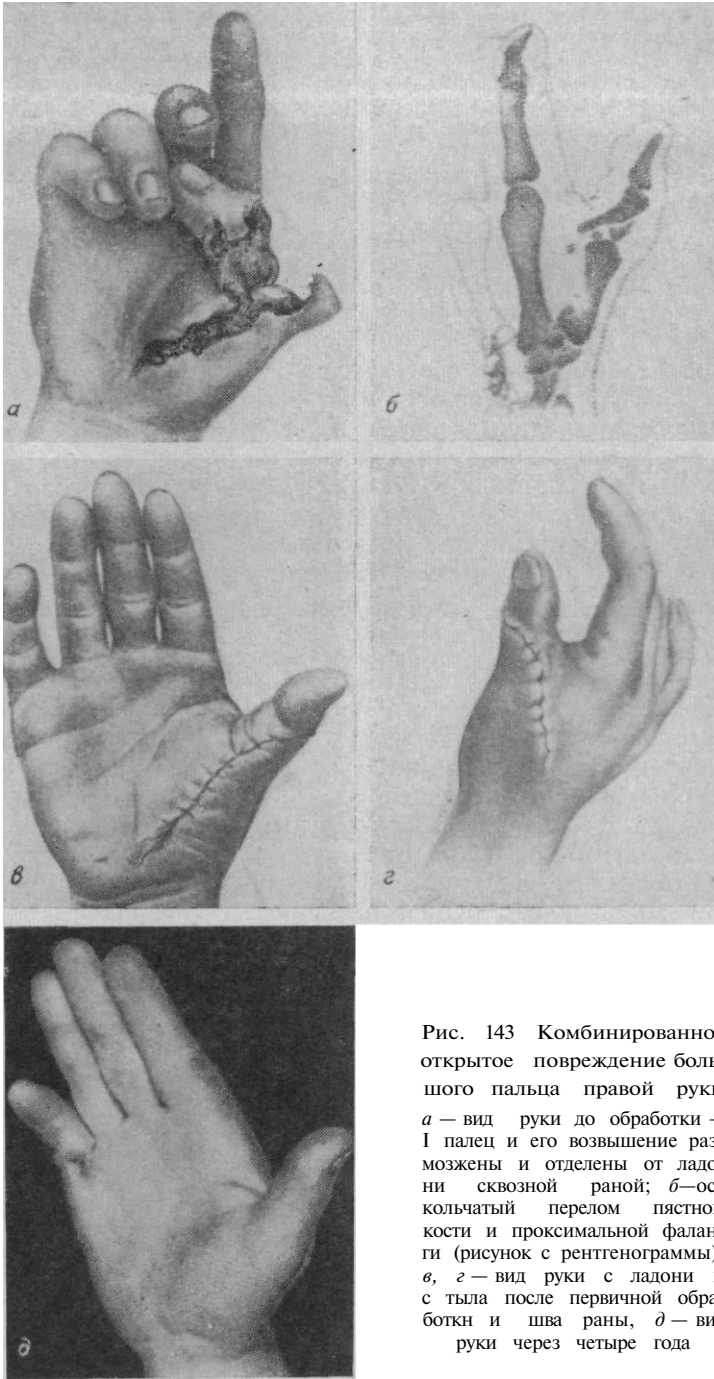 а
б
в
г
д
Рис. 143 Комбинированно
открытое повреждение боль
шого пальца правой руки
а — вид руки до обработки -
I палец и его возвышение раз
мозжены и отделены от ладо
ни сквозной раной; б—ос
кольчатый перелом пястно
кости и проксимальной фалан
ги (рисунок с рентгенограммы)
в, г — вид руки с ладони
с тыла после первичной обра
боткн и шва раны, д — ви
руки через четыре года